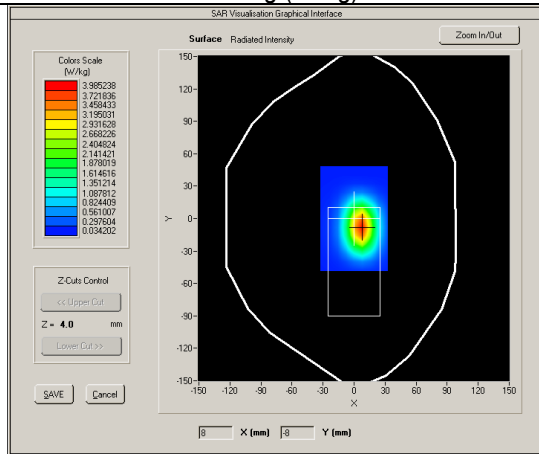 SAR Visualisation Graphical Interface
Surface Radiated Intensity
Zoom In/Out
Colors Scale
(W/kg)
3.985238
3.721836
3.458433
3.195031
2.931628
2.668226
2.404824
2.141421
1.878019
1.614616
1.351214
1.087812
0.824409
0.561007
0.297604
0.034202
Z-Cuts Control
<< Upper Cut
Z = 4.0 mm
Lower Cut >>
SAVE Cancel
150
120
90
60
30
0
-30
-60
-90
-120
-150
Y
-150 -120 -90 -60 -30 0 30 60 90 120 150
X
8 X (mm) -8 Y (mm)